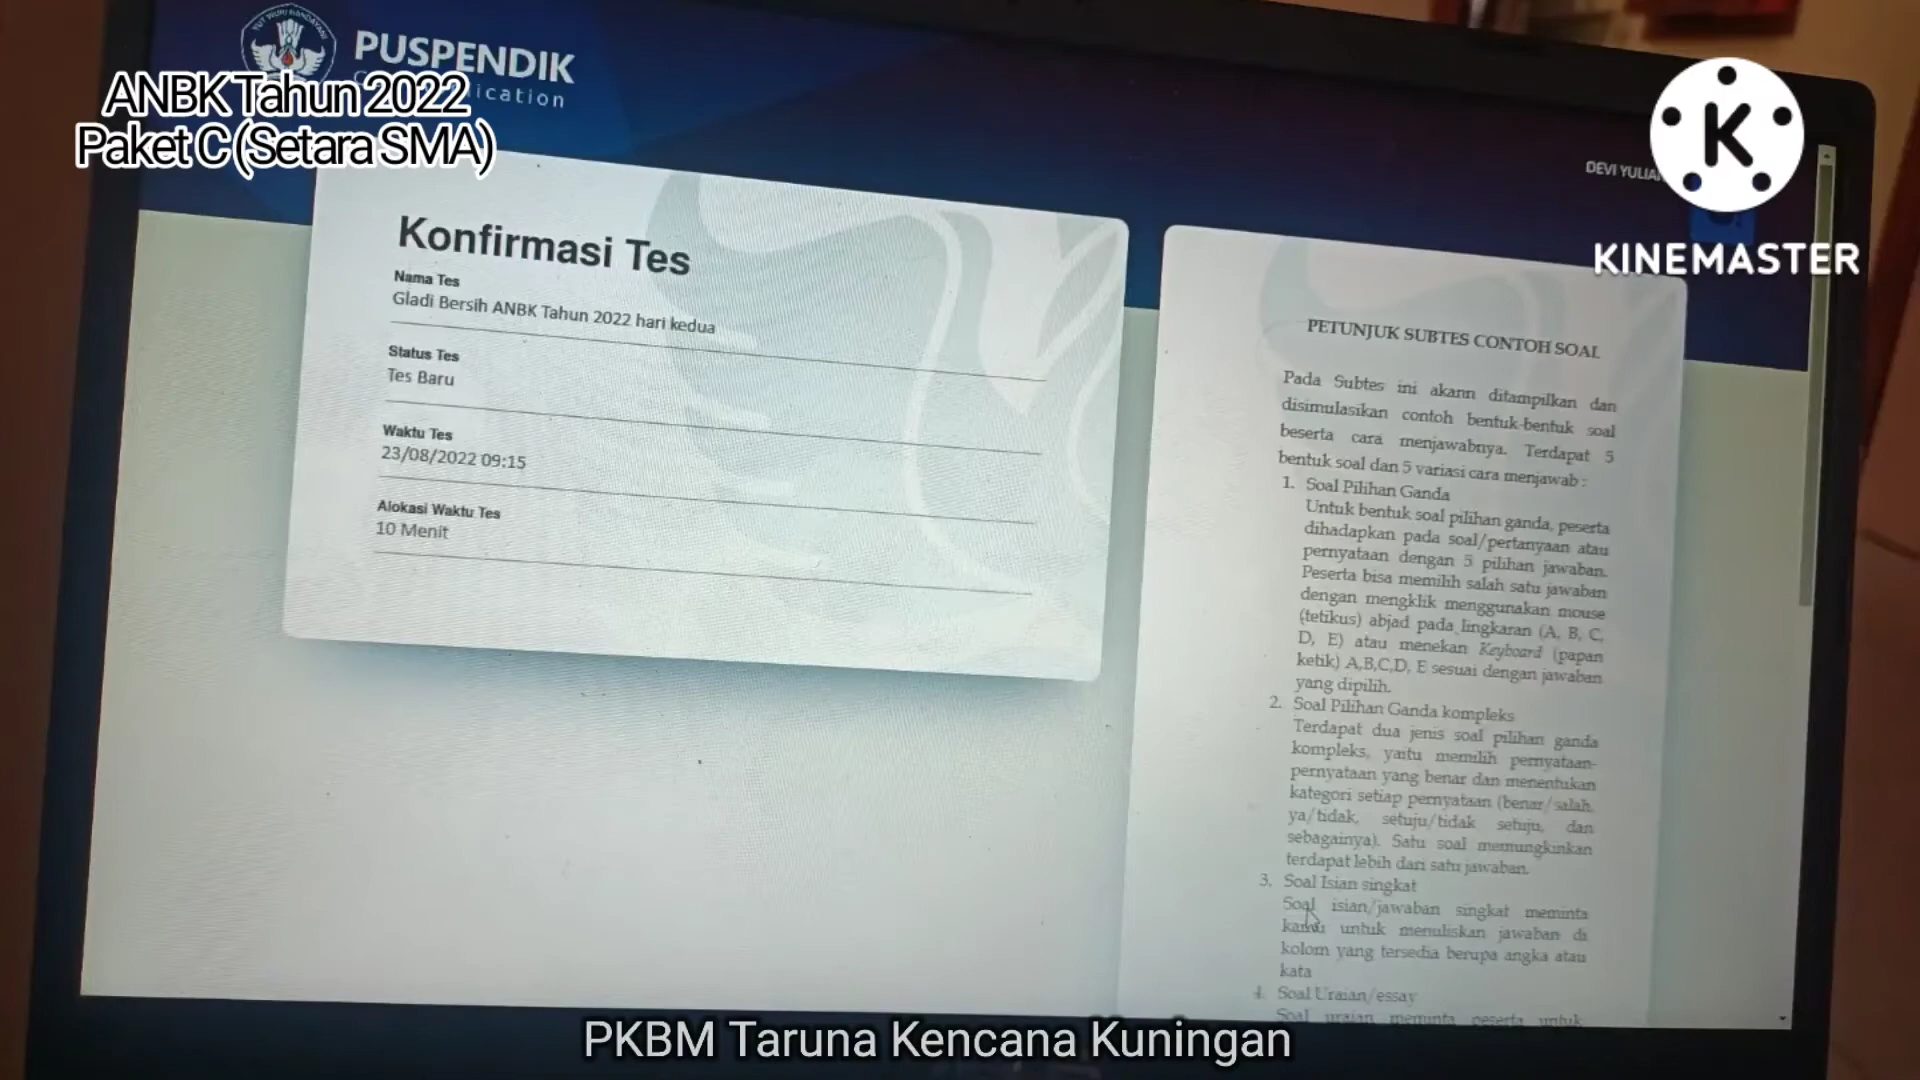 TUT WURI HANDAYANI
PUSPENDIK
ication
ANBK Tahun 2022
Paket C (Setara SMA)
DEVI YULIA
K
KINEMASTER
Konfirmasi Tes
Nama Tes
Gladi Bersih ANBK Tahun 2022 hari kedua
Status Tes
Tes Baru
Waktu Tes
23/08/2022 09:15
Alokasi Waktu Tes
10 Menit
PETUNJUK SUBTES CONTOH SOAL
Pada Subtes ini akann ditampilkan dan
disimulasikan contoh bentuk-bentuk soal
beserta cara menjawabnya. Terdapat 5
bentuk soal dan 5 variasi cara menjawab :
1. Soal Pilihan Ganda
Untuk bentuk soal pilihan ganda, peserta
dihadapkan pada soal/pertanyaan atau
pernyataan dengan 5 pilihan jawaban.
Peserta bisa memilih salah satu jawaban
dengan mengklik menggunakan mouse
(tetikus) abjad pada lingkaran (A, B, C,
D, E) atau menekan Keyboard (papan
ketik) A,B,C,D, E sesuai dengan jawaban
yang dipilih.
2. Soal Pilihan Ganda kompleks
Terdapat dua jenis soal pilihan ganda
kompleks, yaitu memilih pernyataan-
pernyataan yang benar dan menentukan
kategori setiap pernyataan (benar/salah,
ya/tidak, setuju/tidak setuju, dan
sebagainya). Satu soal memungkinkan
terdapat lebih dari satu jawaban.
3. Soal Isian singkat
Soal isian/jawaban singkat meminta
kamu untuk menuliskan jawaban di
kolom yang tersedia berupa angka atau
kata
4. Soal Uraian/essay
Soal uraian meminta peserta untuk
PKBM Taruna Kencana Kuningan